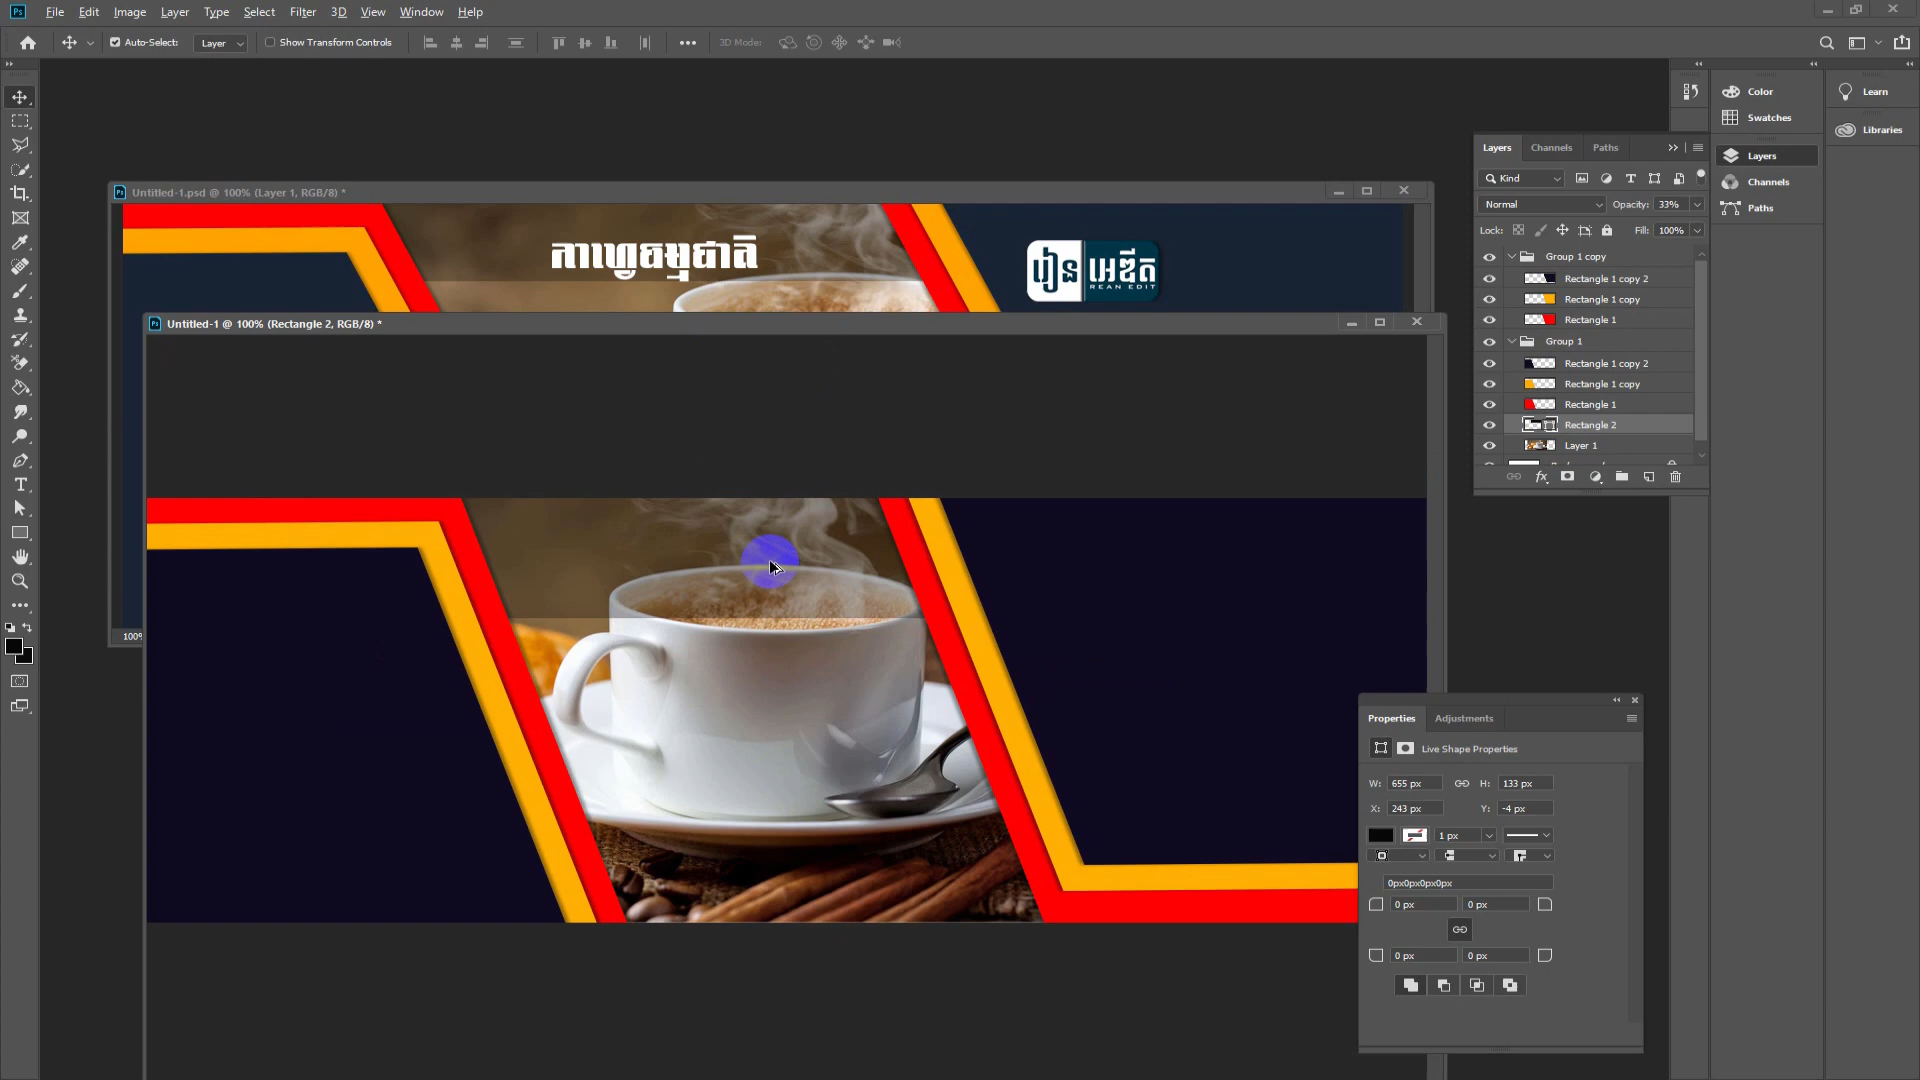 File Edit Image Layer Type Select Filter 3D View Window Help
Auto-Select: Layer Show Transform Controls 3D Mode:
Untitled-1.psd @ 100% (Layer 1, RGB/8) *
កាហ្វេធម្មជាតិ
រៀន អេឌីត
REAN EDIT
100%
Untitled-1 @ 100% (Rectangle 2, RGB/8) *
Color
Swatches
Layers
Channels
Paths
Learn
Libraries
Layers Channels Paths
Kind
Normal Opacity: 33%
Lock: Fill: 100%
Group 1 copy
Rectangle 1 copy 2
Rectangle 1 copy
Rectangle 1
Group 1
Rectangle 1 copy 2
Rectangle 1 copy
Rectangle 1
Rectangle 2
Layer 1
fx
Properties Adjustments
Live Shape Properties
W: 655 px H: 133 px
X: 243 px Y: -4 px
1 px
0px0px0px0px
0 px 0 px
0 px 0 px